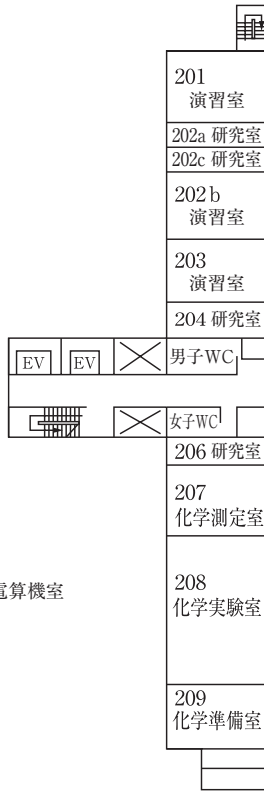 201
演習室
202a 研究室
202c 研究室
202b
演習室
203
演習室
204 研究室
EV
EV
男子WC
女子WC
206 研究室
207
化学測定室
208
化学実験室
電算機室
209
化学準備室